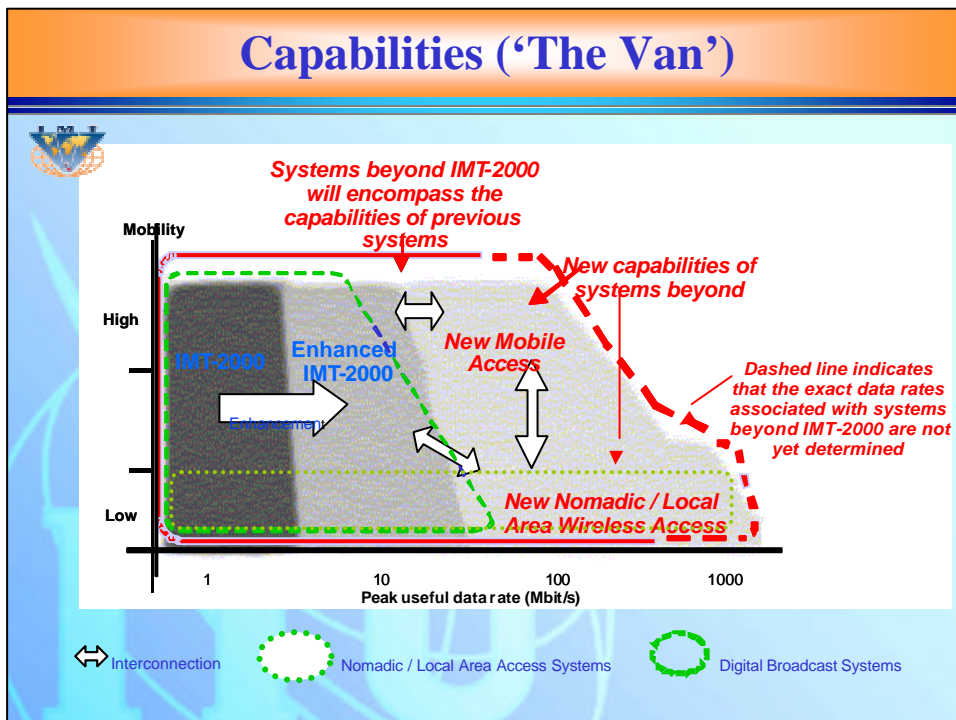 Capabilities (‘The Van’)
Systems beyond IMT-2000
will encompass the
capabilities of previous
systems
Mobility
New capabilities of
systems beyond
High
IMT-2000
Enhanced
IMT-2000
New Mobile
Access
Dashed line indicates
that the exact data rates
associated with systems
beyond IMT-2000 are not
yet determined
Enhancement
Low
New Nomadic / Local
Area Wireless Access
1 10 100 1000
Peak useful data rate (Mbit/s)
Interconnection
Nomadic / Local Area Access Systems
Digital Broadcast Systems